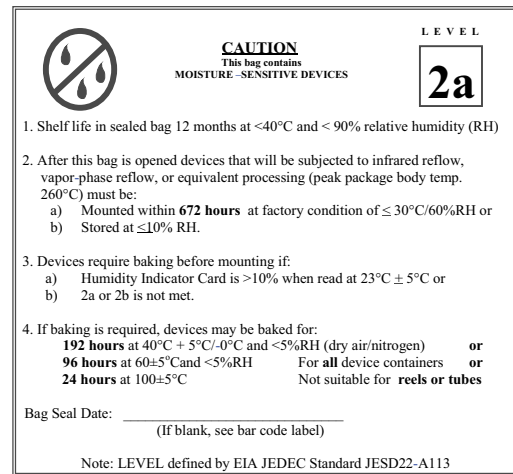 LEVEL
CAUTION
This bag contains
MOISTURE –SENSITIVE DEVICES
2a
1. Shelf life in sealed bag 12 months at <40°C and < 90% relative humidity (RH)
2. After this bag is opened devices that will be subjected to infrared reflow,
vapor-phase reflow, or equivalent processing (peak package body temp.
260°C) must be:
a) Mounted within 672 hours at factory condition of ≤ 30°C/60%RH or
b) Stored at ≤10% RH.
3. Devices require baking before mounting if:
a) Humidity Indicator Card is >10% when read at 23°C ± 5°C or
b) 2a or 2b is not met.
4. If baking is required, devices may be baked for:
192 hours at 40°C + 5°C/-0°C and <5%RH (dry air/nitrogen) or
96 hours at 60±5°Cand <5%RH For all device containers or
24 hours at 100±5°C Not suitable for reels or tubes
Bag Seal Date: ____________________________
(If blank, see bar code label)
Note: LEVEL defined by EIA JEDEC Standard JESD22-A113